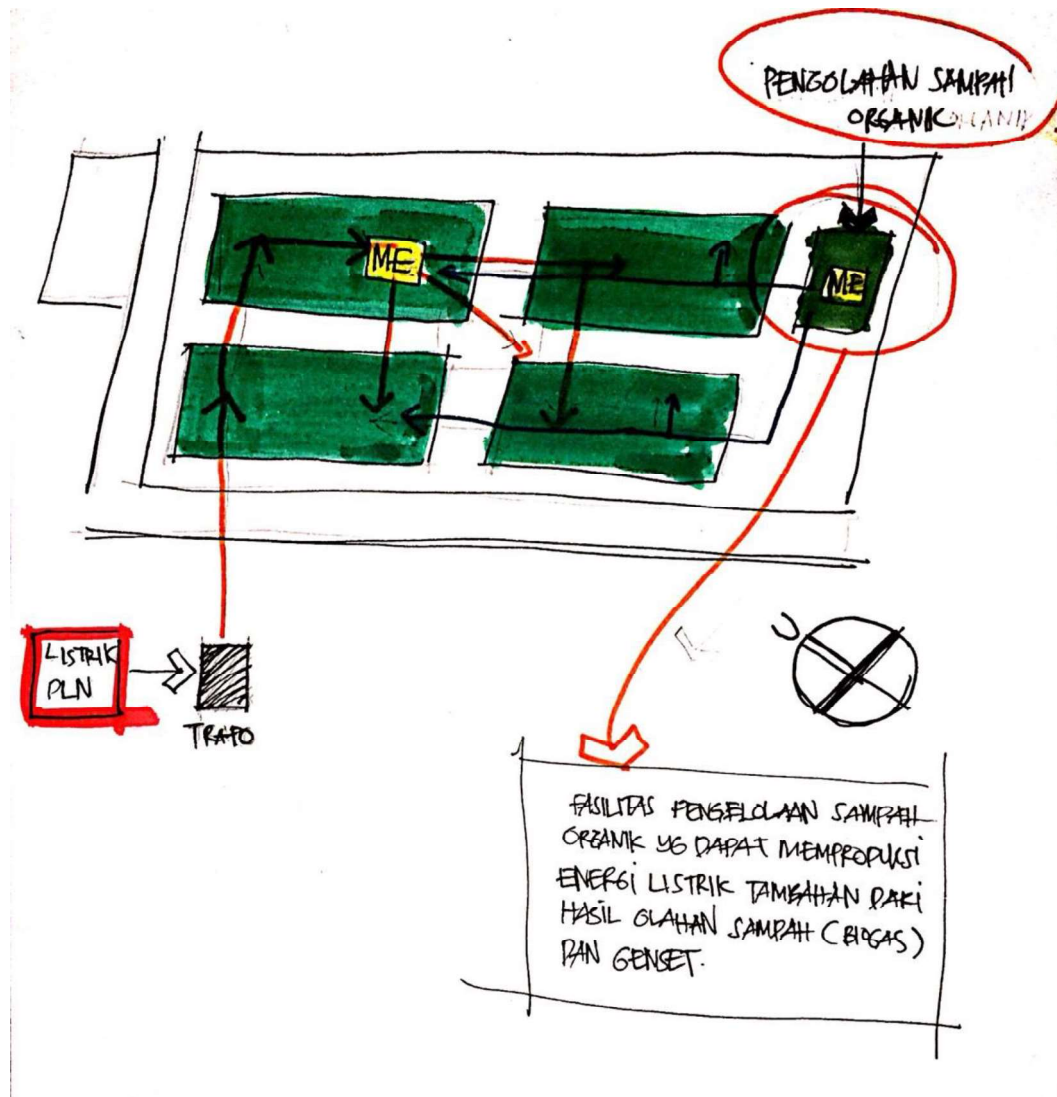 PENGOLAHAN SAMPAH
ORGANIK
ME
ME
LISTRIK
PLN
TRAFO
U
FASILITAS PENGELOLAAN SAMPAH
ORGANIK YG DAPAT MEMPRODUKSI
ENERGI LISTRIK TAMBAHAN DARI
HASIL OLAHAN SAMPAH (BIOGAS)
DAN GENSET.